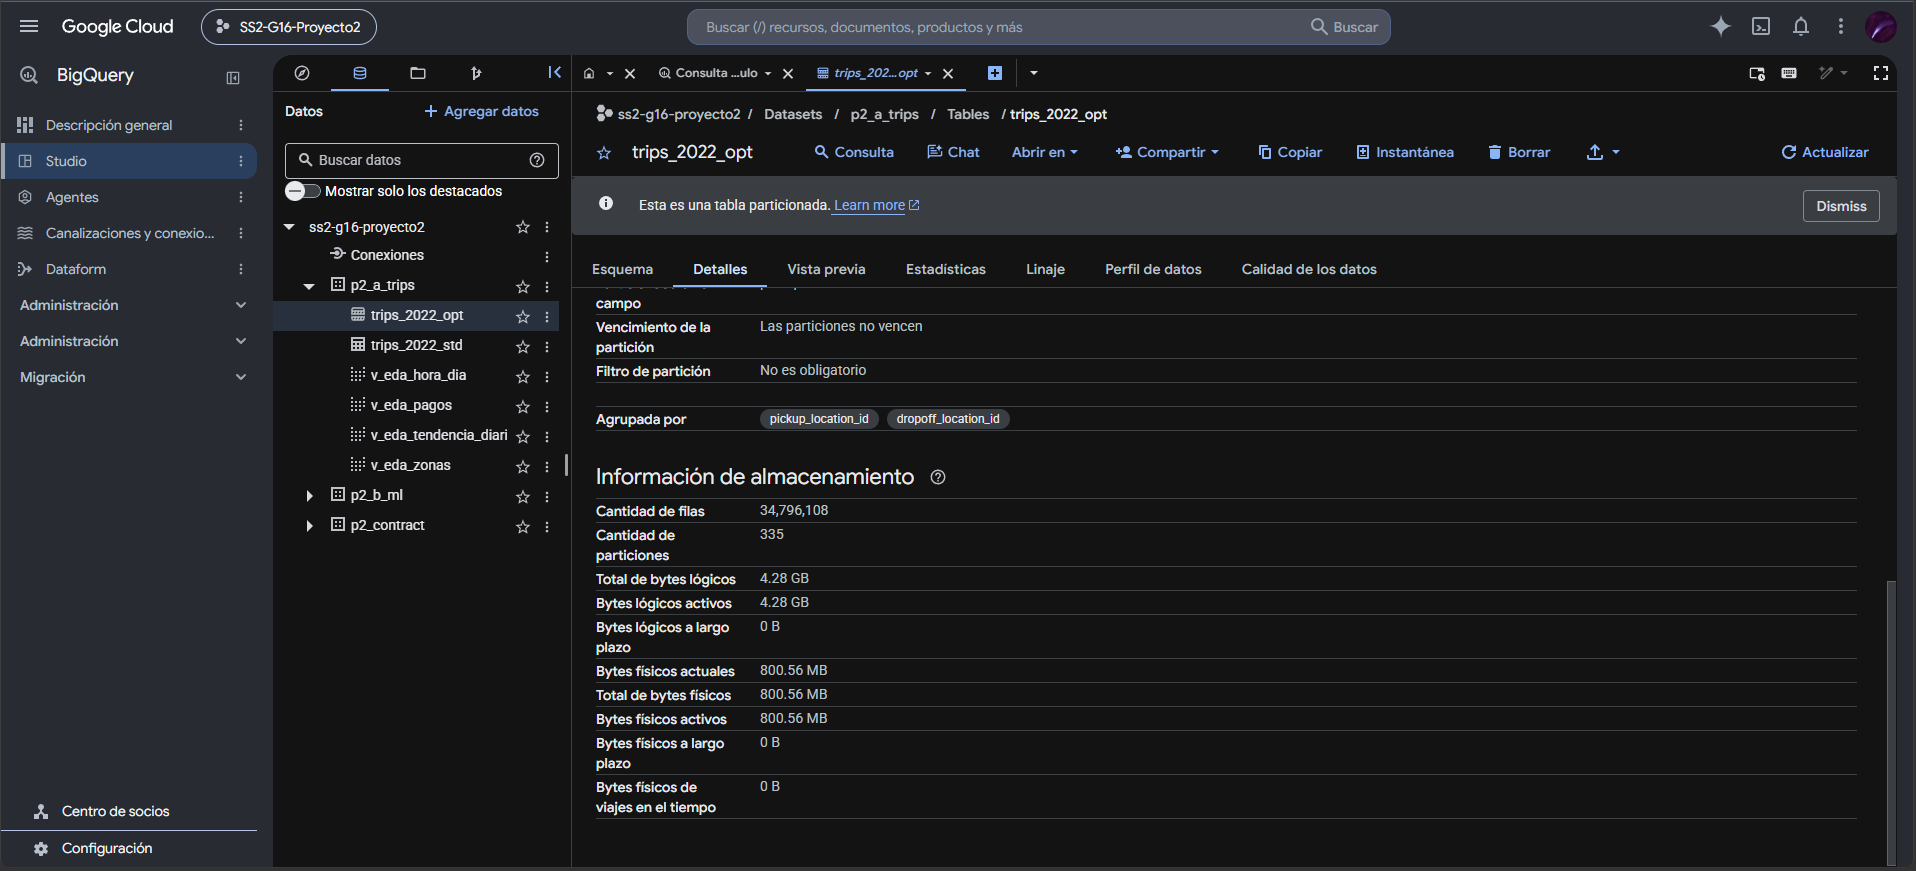 Google Cloud
SS2-G16-Proyecto2
Buscar (/) recursos, documentos, productos y más
Buscar
BigQuery
Descripción general
Studio
Agentes
Canalizaciones y conexio...
Dataform
Administración
Administración
Migración
Centro de socios
Configuración
Datos
Agregar datos
Buscar datos
Mostrar solo los destacados
ss2-g16-proyecto2
Conexiones
p2_a_trips
trips_2022_opt
trips_2022_std
v_eda_hora_dia
v_eda_pagos
v_eda_tendencia_diari
v_eda_zonas
p2_b_ml
p2_contract
Consulta ...ulo
trips_202...opt
ss2-g16-proyecto2 / Datasets / p2_a_trips / Tables / trips_2022_opt
trips_2022_opt
Consulta
Chat
Abrir en
Compartir
Copiar
Instantánea
Borrar
Actualizar
Esta es una tabla particionada. Learn more
Dismiss
Esquema
Detalles
Vista previa
Estadísticas
Linaje
Perfil de datos
Calidad de los datos
campo
Vencimiento de la partición
Las particiones no vencen
Filtro de partición
No es obligatorio
Agrupada por
pickup_location_id
dropoff_location_id
Información de almacenamiento
Cantidad de filas
34,796,108
Cantidad de particiones
335
Total de bytes lógicos
4.28 GB
Bytes lógicos activos
4.28 GB
Bytes lógicos a largo plazo
0 B
Bytes físicos actuales
800.56 MB
Total de bytes físicos
800.56 MB
Bytes físicos activos
800.56 MB
Bytes físicos a largo plazo
0 B
Bytes físicos de viajes en el tiempo
0 B